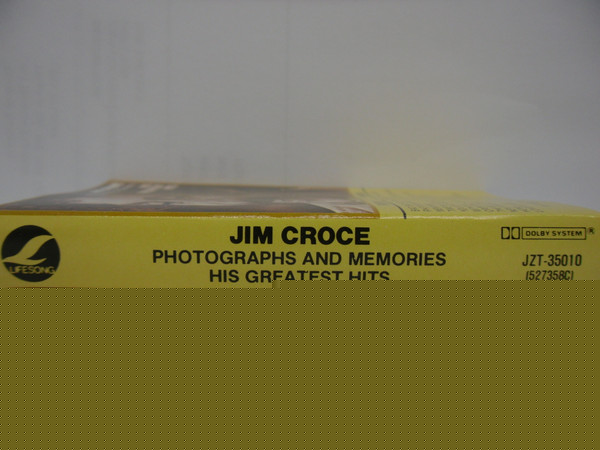 JIM CROCE
PHOTOGRAPHS AND MEMORIES
HIS GREATEST HITS
LIFESONG
DOLBY SYSTEM®
JZT-35010
(527358C)